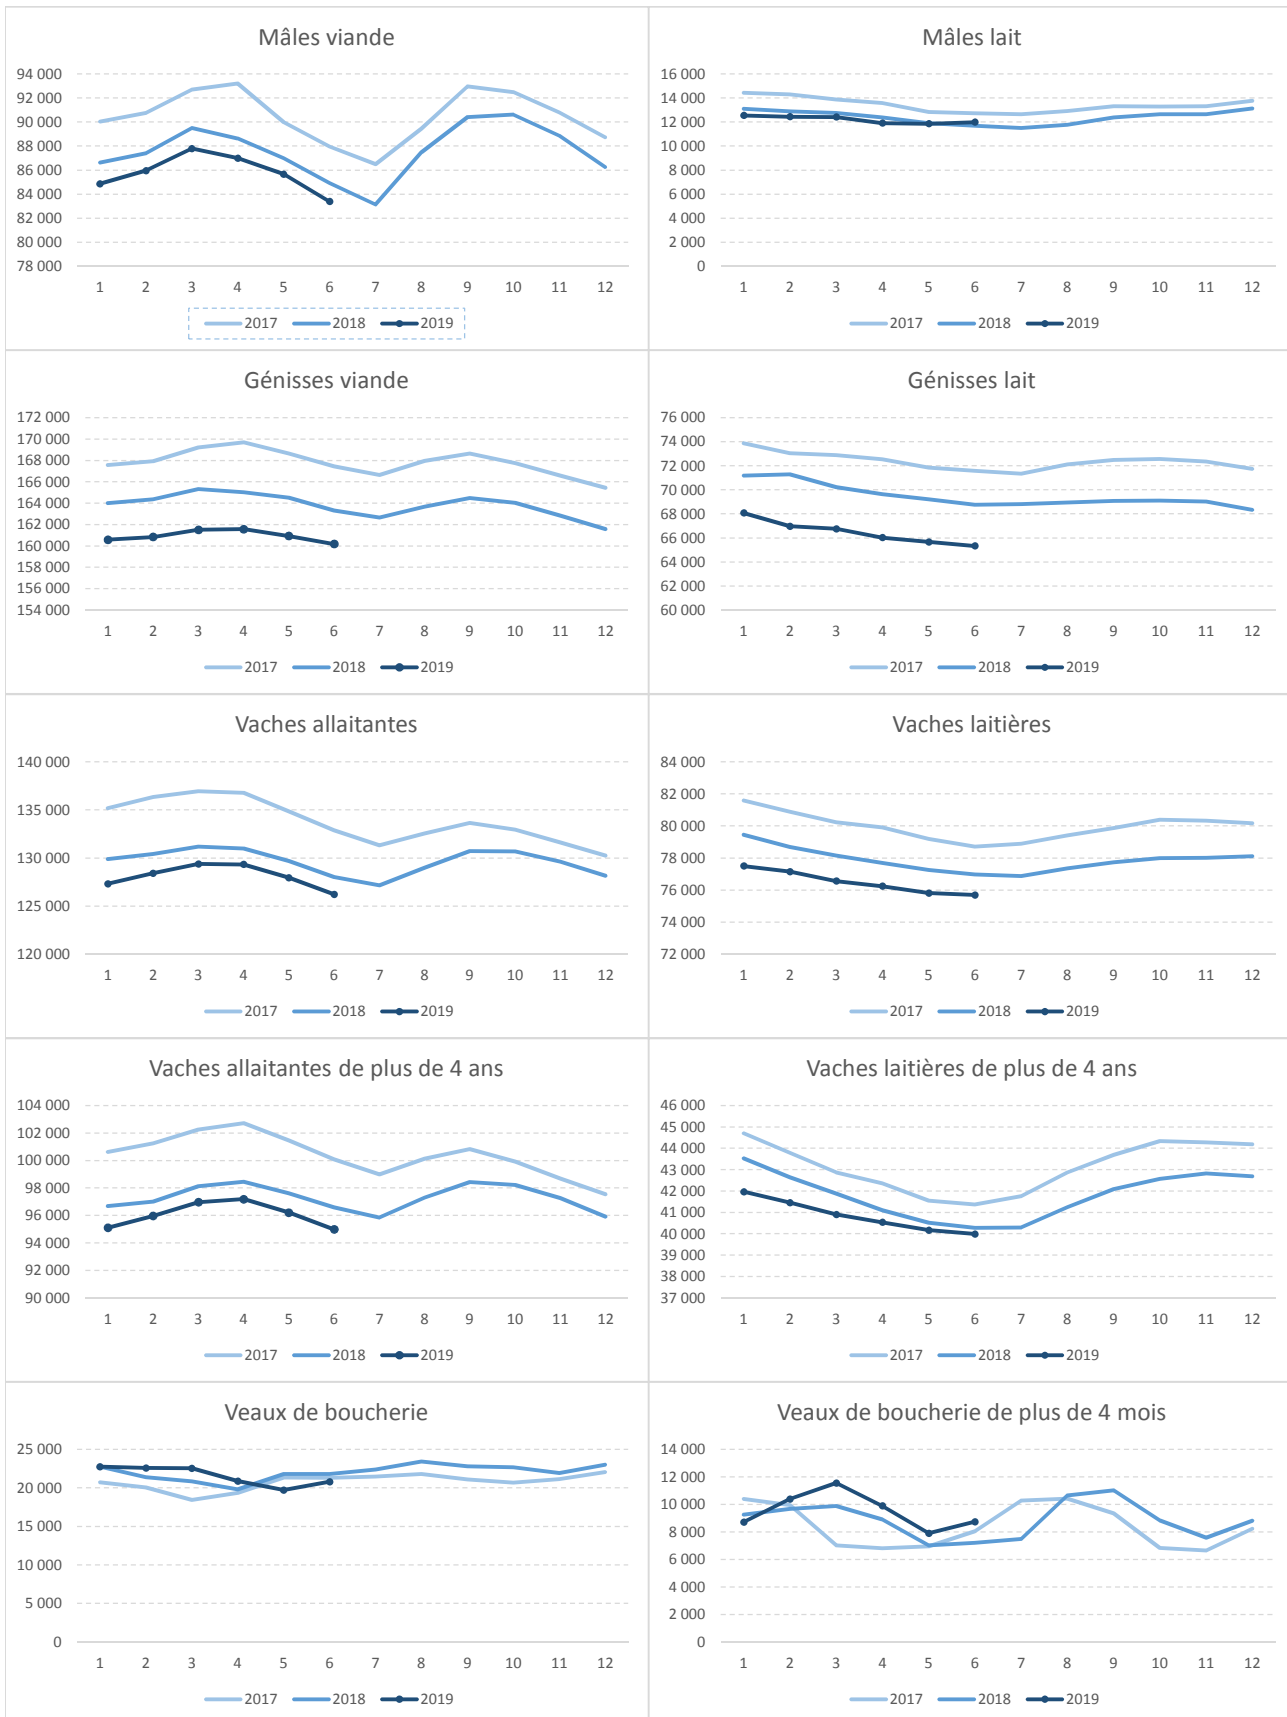 Mâles viande
94 000
92 000
90 000
88 000
86 000
84 000
82 000
80 000
78 000
1 2 3 4 5 6 7 8 9 10 11 12
2017 2018 2019
Mâles lait
16 000
14 000
12 000
10 000
8 000
6 000
4 000
2 000
0
1 2 3 4 5 6 7 8 9 10 11 12
2017 2018 2019
Génisses viande
172 000
170 000
168 000
166 000
164 000
162 000
160 000
158 000
156 000
154 000
1 2 3 4 5 6 7 8 9 10 11 12
2017 2018 2019
Génisses lait
76 000
74 000
72 000
70 000
68 000
66 000
64 000
62 000
60 000
1 2 3 4 5 6 7 8 9 10 11 12
2017 2018 2019
Vaches allaitantes
140 000
135 000
130 000
125 000
120 000
1 2 3 4 5 6 7 8 9 10 11 12
2017 2018 2019
Vaches laitières
84 000
82 000
80 000
78 000
76 000
74 000
72 000
1 2 3 4 5 6 7 8 9 10 11 12
2017 2018 2019
Vaches allaitantes de plus de 4 ans
104 000
102 000
100 000
98 000
96 000
94 000
92 000
90 000
1 2 3 4 5 6 7 8 9 10 11 12
2017 2018 2019
Vaches laitières de plus de 4 ans
46 000
45 000
44 000
43 000
42 000
41 000
40 000
38 000
37 000
1 2 3 4 5 6 7 8 9 10 11 12
2017 2018 2019
Veaux de boucherie
25 000
20 000
15 000
10 000
5 000
0
1 2 3 4 5 6 7 8 9 10 11 12
2017 2018 2019
Veaux de boucherie de plus de 4 mois
14 000
12 000
10 000
8 000
6 000
4 000
2 000
0
1 2 3 4 5 6 7 8 9 10 11 12
2017 2018 2019